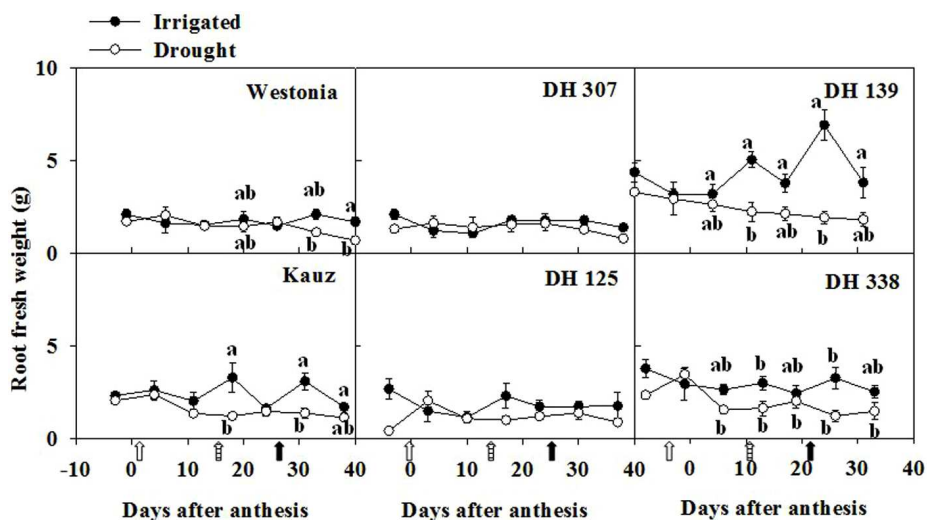 Irrigated
Drought
Root fresh weight (g)
10
5
0
Westonia
ab
ab
a
ab
b
b
DH 307
DH 139
a
a
a
a
a
ab
b
ab
b
ab
5
0
Kauz
a
a
a
b
b
ab
DH 125
DH 338
ab
b
ab
b
ab
b
b
b
b
b
-10 0 10 20 30 40 0 10 20 30 40 0 10 20 30 40
Days after anthesis Days after anthesis Days after anthesis